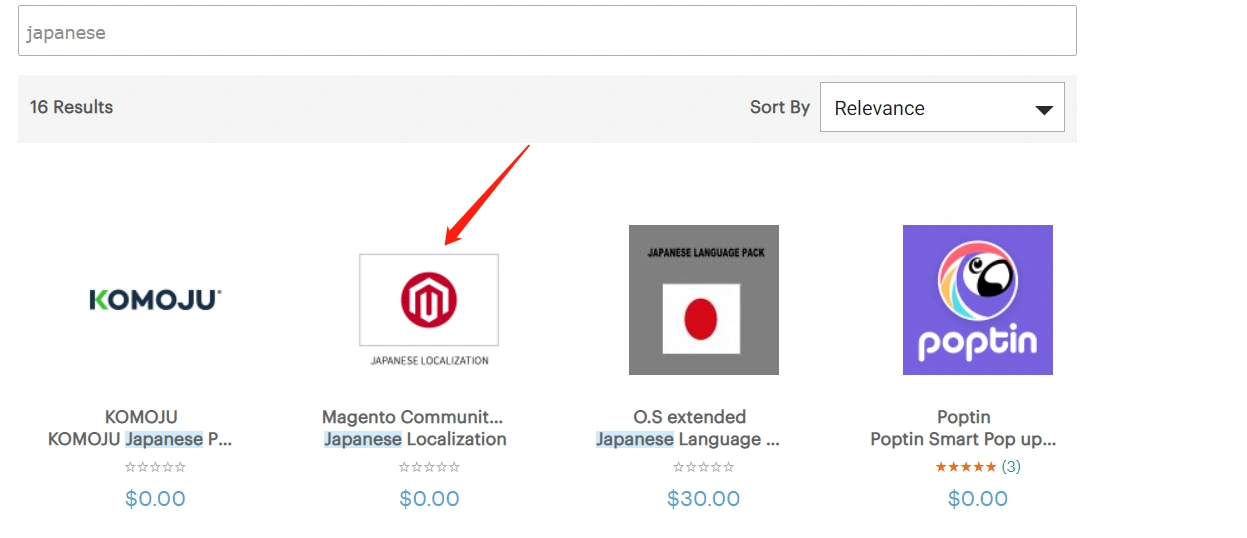 japanese
16 Results
Sort By
Relevance
KOMOJU
JAPANESE LOCALIZATION
JAPANESE LANGUAGE PACK
poptin
KOMOJU
KOMOJU Japanese P...
$0.00
Magento Communit...
Japanese Localization
$0.00
O.S extended
Japanese Language ...
$30.00
Poptin
Poptin Smart Pop up...
(3)
$0.00